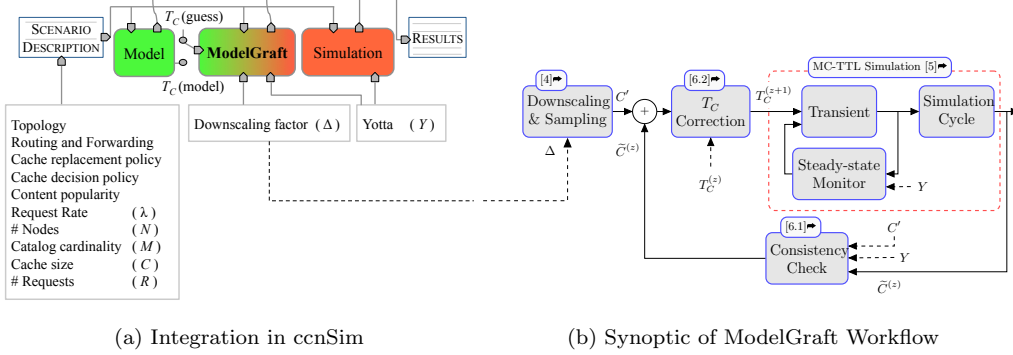 SCENARIO
DESCRIPTION
T_C (guess)
Model
T_C (model)
ModelGraft
Simulation
RESULTS
Topology
Routing and Forwarding
Cache replacement policy
Cache decision policy
Content popularity
Request Rate ( λ )
# Nodes ( N )
Catalog cardinality ( M )
Cache size ( C )
# Requests ( R )
Downscaling factor ( Δ )
Yotta ( Y )
(a) Integration in ccnSim
[4]➦
Downscaling
& Sampling
Δ
C′
+
C̃^(z)
[6.2]➦
T_C
Correction
T_C^(z)
T_C^(z+1)
MC-TTL Simulation [5]➦
Transient
Simulation
Cycle
Steady-state
Monitor
Y
[6.1]➦
Consistency
Check
C′
Y
C̃^(z)
(b) Synoptic of ModelGraft Workflow